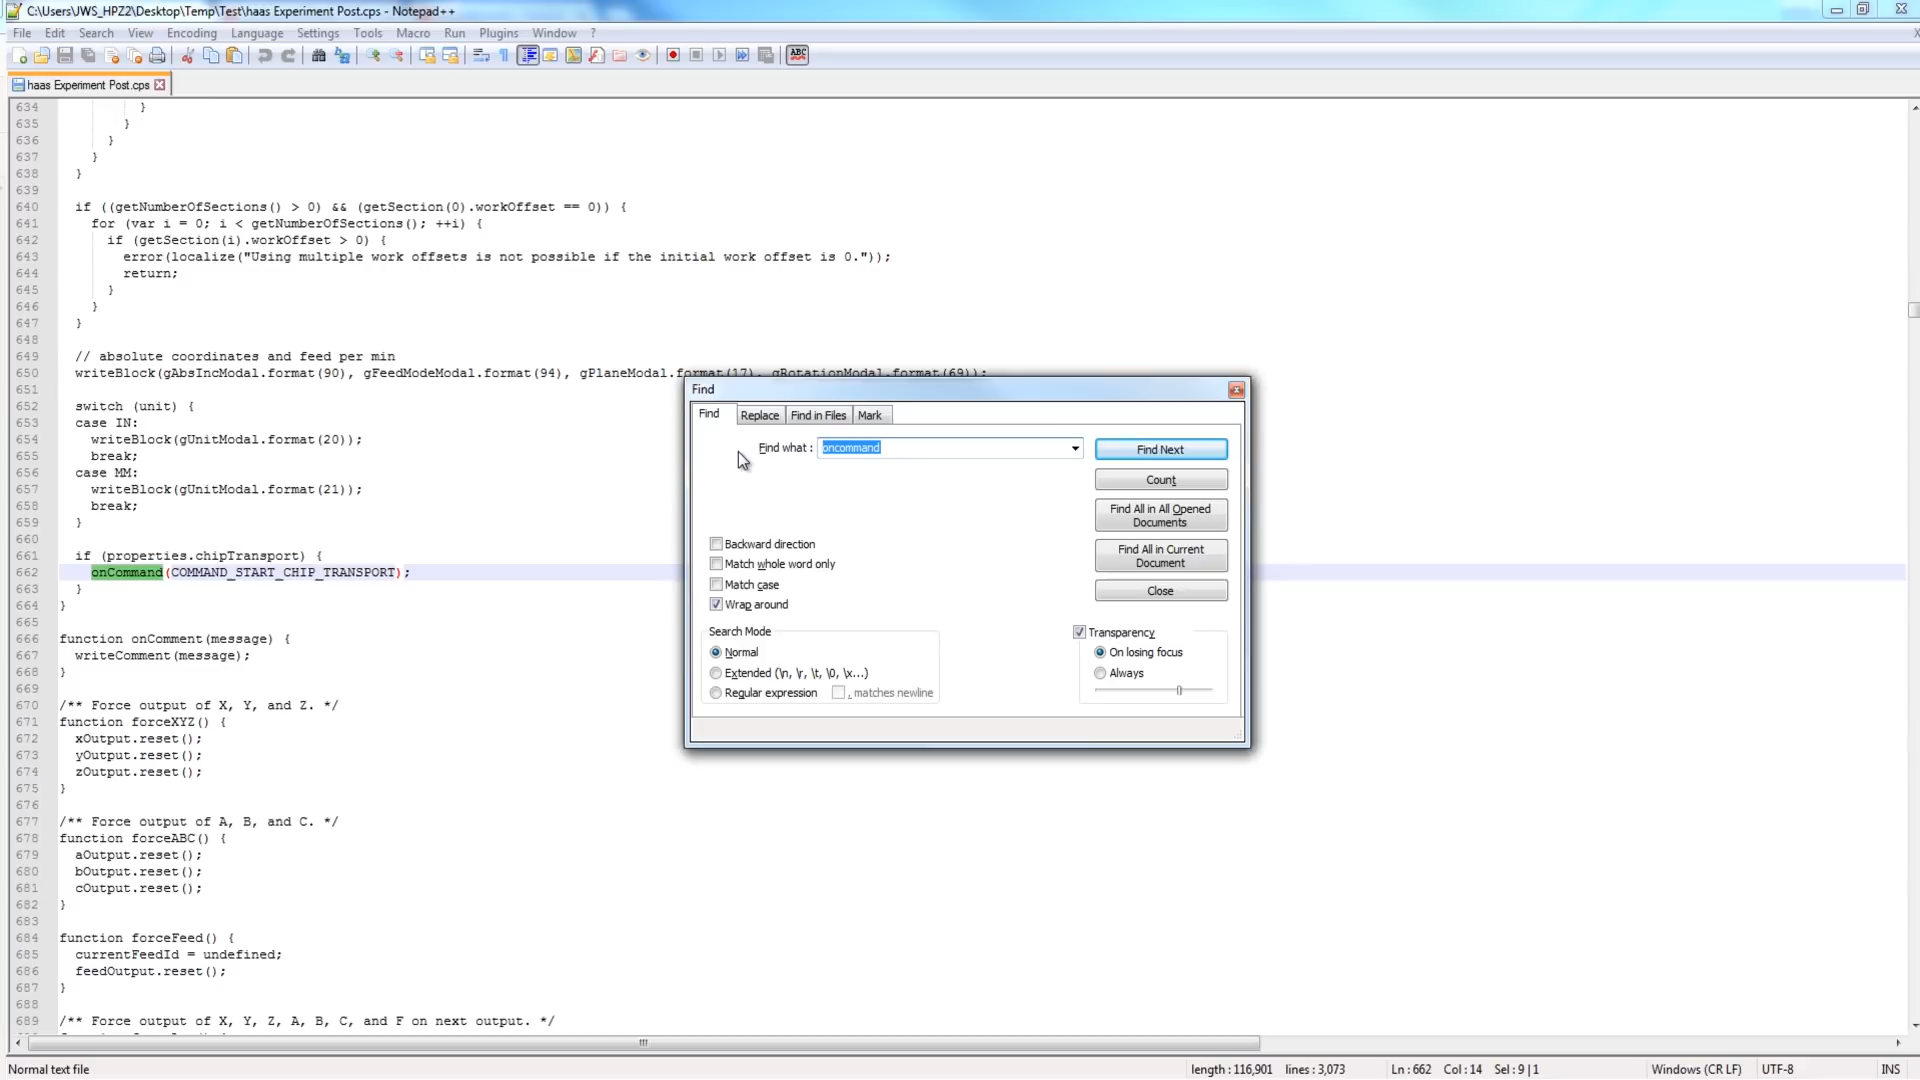 C:\Users\JWS_HPZ2\Desktop\Temp\Test\haas Experiment Post.cps - Notepad++
File Edit Search View Encoding Language Settings Tools Macro Run Plugins Window ? X
ABC
haas Experiment Post.cps
634 }
635 }
636 }
637 }
638 }
639
640 if ((getNumberOfSections() > 0) && (getSection(0).workOffset == 0)) {
641 for (var i = 0; i < getNumberOfSections(); ++i) {
642 if (getSection(i).workOffset > 0) {
643 error(localize("Using multiple work offsets is not possible if the initial work offset is 0."));
644 return;
645 }
646 }
647 }
648
649 // absolute coordinates and feed per min
650 writeBlock(gAbsIncModal.format(90), gFeedModeModal.format(94), gPlaneModal.format(17), gRotationModal.format(69));
651
652 switch (unit) {
653 case IN:
654 writeBlock(gUnitModal.format(20));
655 break;
656 case MM:
657 writeBlock(gUnitModal.format(21));
658 break;
659 }
660
661 if (properties.chipTransport) {
662 onCommand(COMMAND_START_CHIP_TRANSPORT);
663 }
664 }
665
666 function onComment(message) {
667 writeComment(message);
668 }
669
670 /** Force output of X, Y, and Z. */
671 function forceXYZ() {
672 xOutput.reset();
673 yOutput.reset();
674 zOutput.reset();
675 }
676
677 /** Force output of A, B, and C. */
678 function forceABC() {
679 aOutput.reset();
680 bOutput.reset();
681 cOutput.reset();
682 }
683
684 function forceFeed() {
685 currentFeedId = undefined;
686 feedOutput.reset();
687 }
688
689 /** Force output of X, Y, Z, A, B, C, and F on next output. */
Find
Find Replace Find in Files Mark
Find what : oncommand
Find Next
Count
Find All in All Opened
Documents
Find All in Current
Document
Close
Backward direction
Match whole word only
Match case
Wrap around
Search Mode
Normal
Extended (\n, \r, \t, \0, \x...)
Regular expression . matches newline
Transparency
On losing focus
Always
Normal text file length : 116,901 lines : 3,073 Ln : 662 Col : 14 Sel : 9 | 1 Windows (CR LF) UTF-8 INS